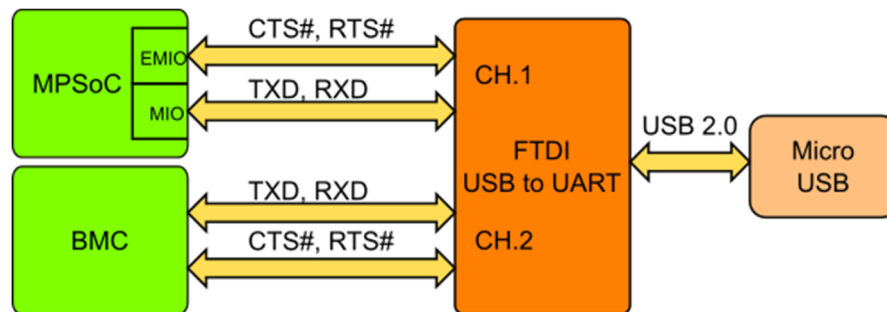 CTS#, RTS#
EMIO
MPSoC
MIO
TXD, RXD
CH.1
USB 2.0
FTDI
USB to UART
Micro
USB
TXD, RXD
BMC
CTS#, RTS#
CH.2